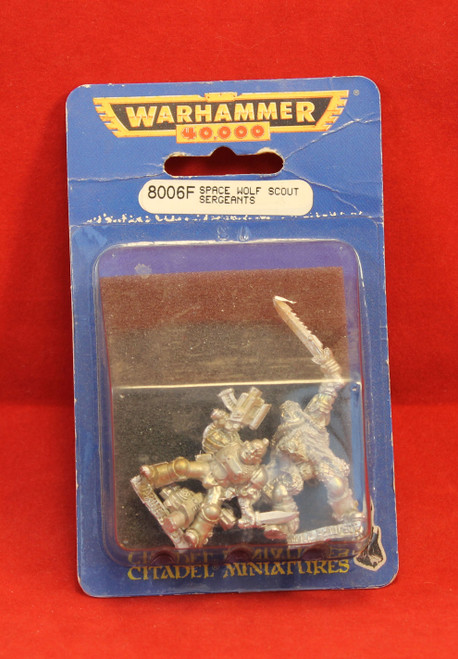 WARHAMMER
®
40,000
8006F SPACE WOLF SCOUT
SERGEANTS
CITADEL MINIATURES